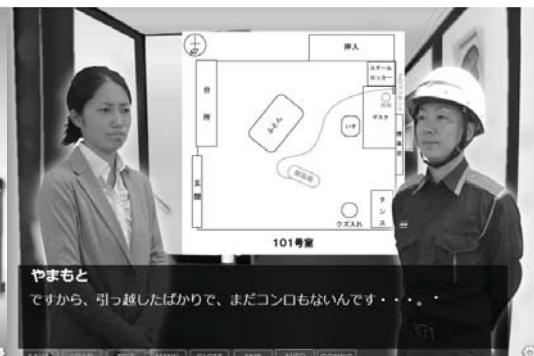 押入
スチール
ロッカー
台所
ふとん
いす
デスク
玄関
タンス
クズ入れ
101号室
やまもと
ですから、引っ越したばかりで、まだコンロもないんです・・・。